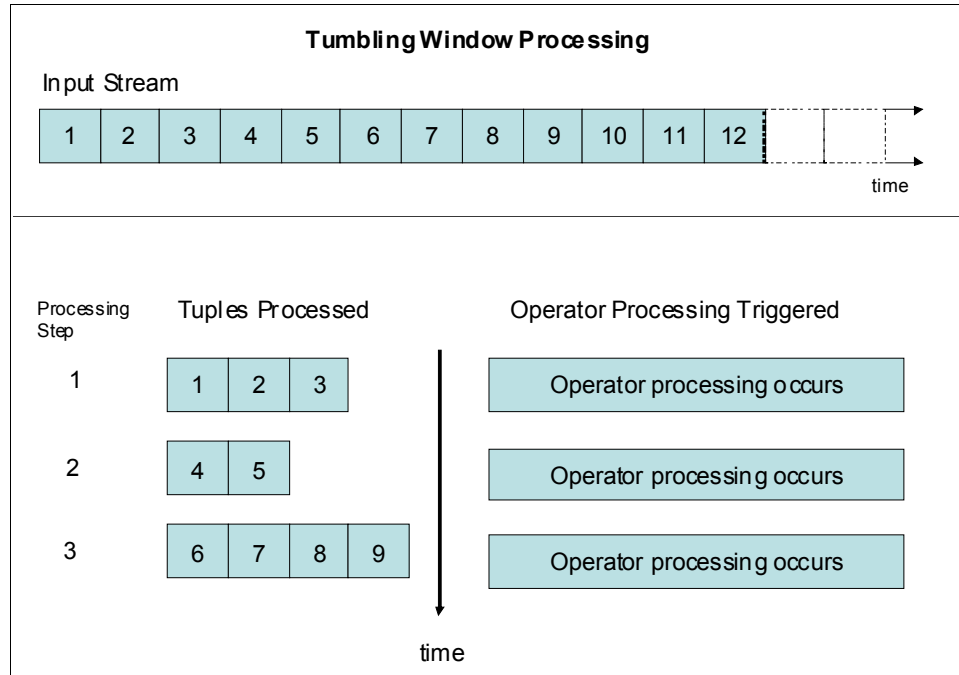 Tumbling Window Processing
Input Stream
1 2 3 4 5 6 7 8 9 10 11 12
time
Processing Step
Tuples Processed
Operator Processing Triggered
1
1 2 3
Operator processing occurs
2
4 5
Operator processing occurs
3
6 7 8 9
Operator processing occurs
time